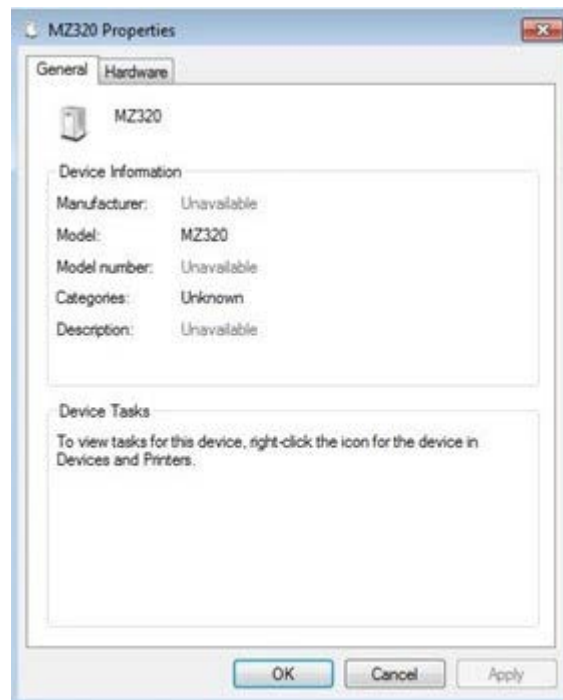 MZ320 Properties
General Hardware
MZ320
Device Information
Manufacturer: Unavailable
Model: MZ320
Model number: Unavailable
Categories: Unknown
Description: Unavailable
Device Tasks
To view tasks for this device, right-click the icon for the device in
Devices and Printers.
OK Cancel Apply